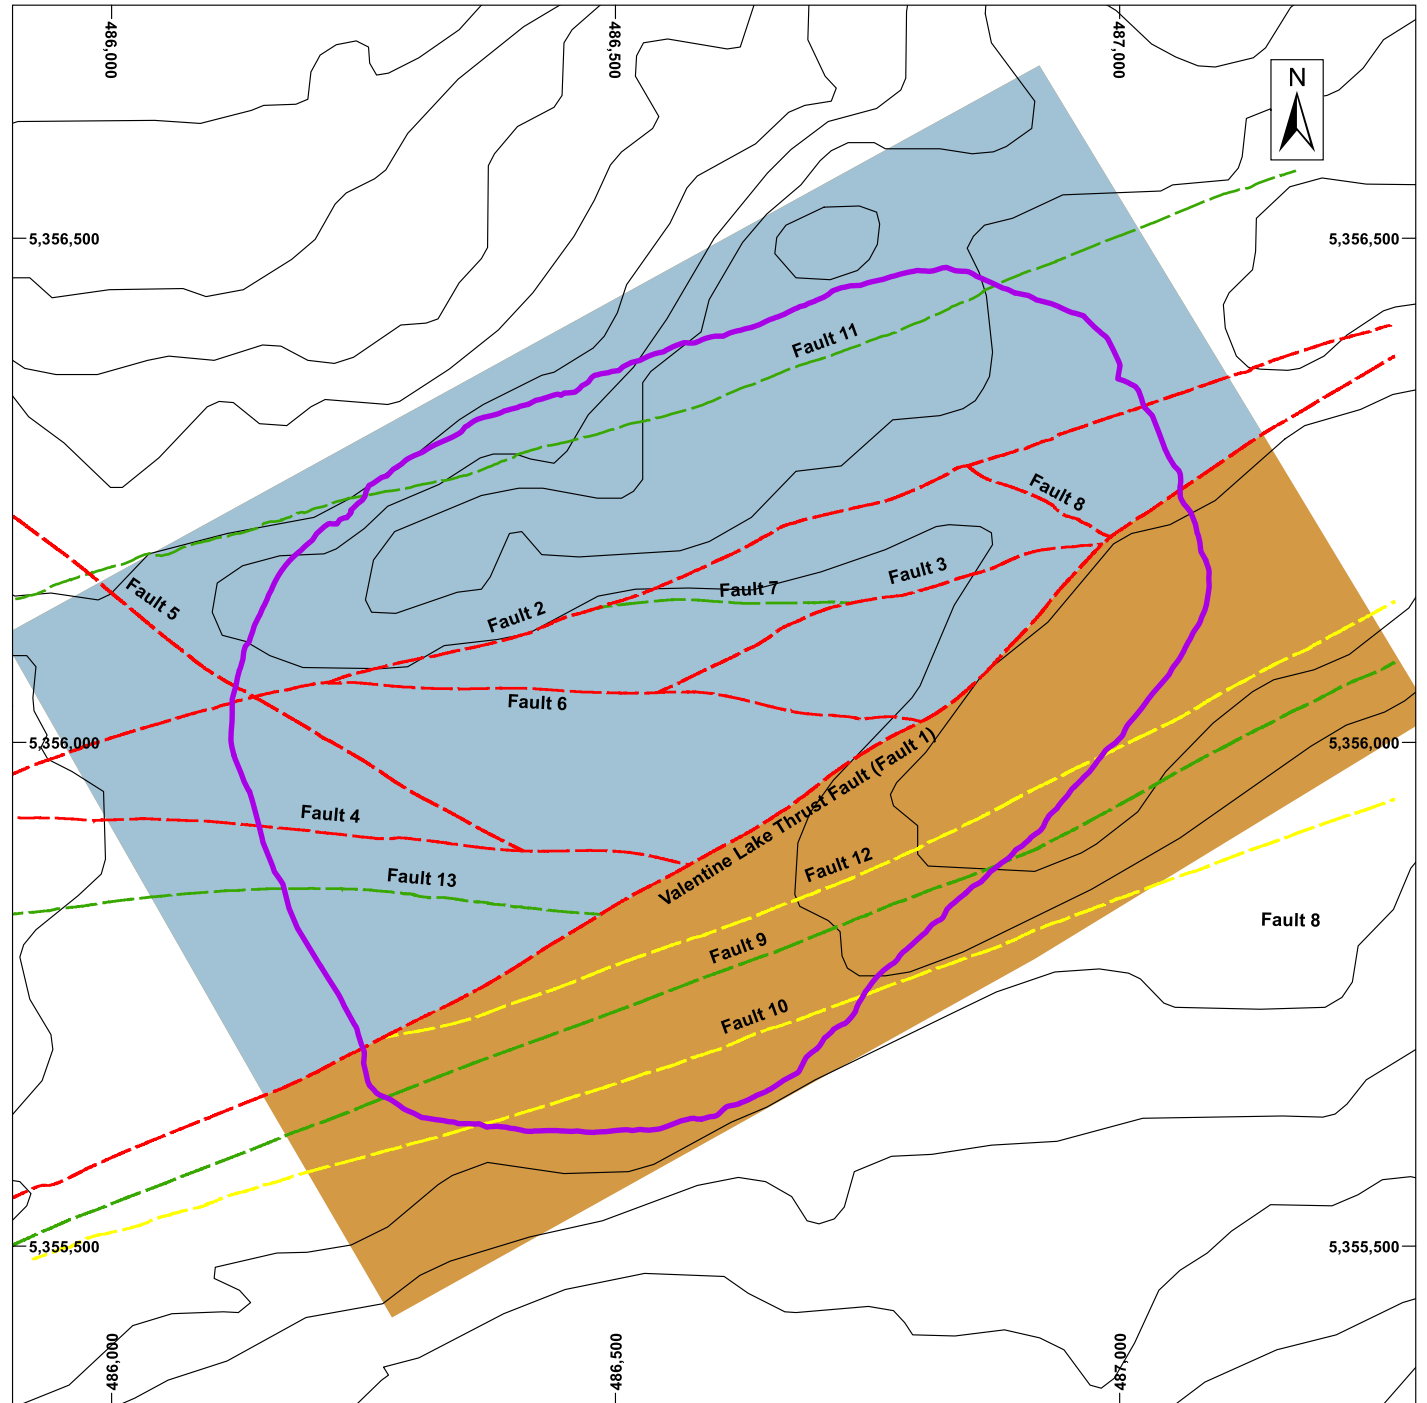 486,000
486,500
487,000
N
5,356,500
5,356,500
Fault 11
Fault 8
Fault 5
Fault 3
Fault 7
Fault 2
Fault 6
5,356,000
5,356,000
Valentine Lake Thrust Fault (Fault 1)
Fault 4
Fault 12
Fault 13
Fault 8
Fault 9
Fault 10
5,355,500
5,355,500
486,000
486,500
487,000